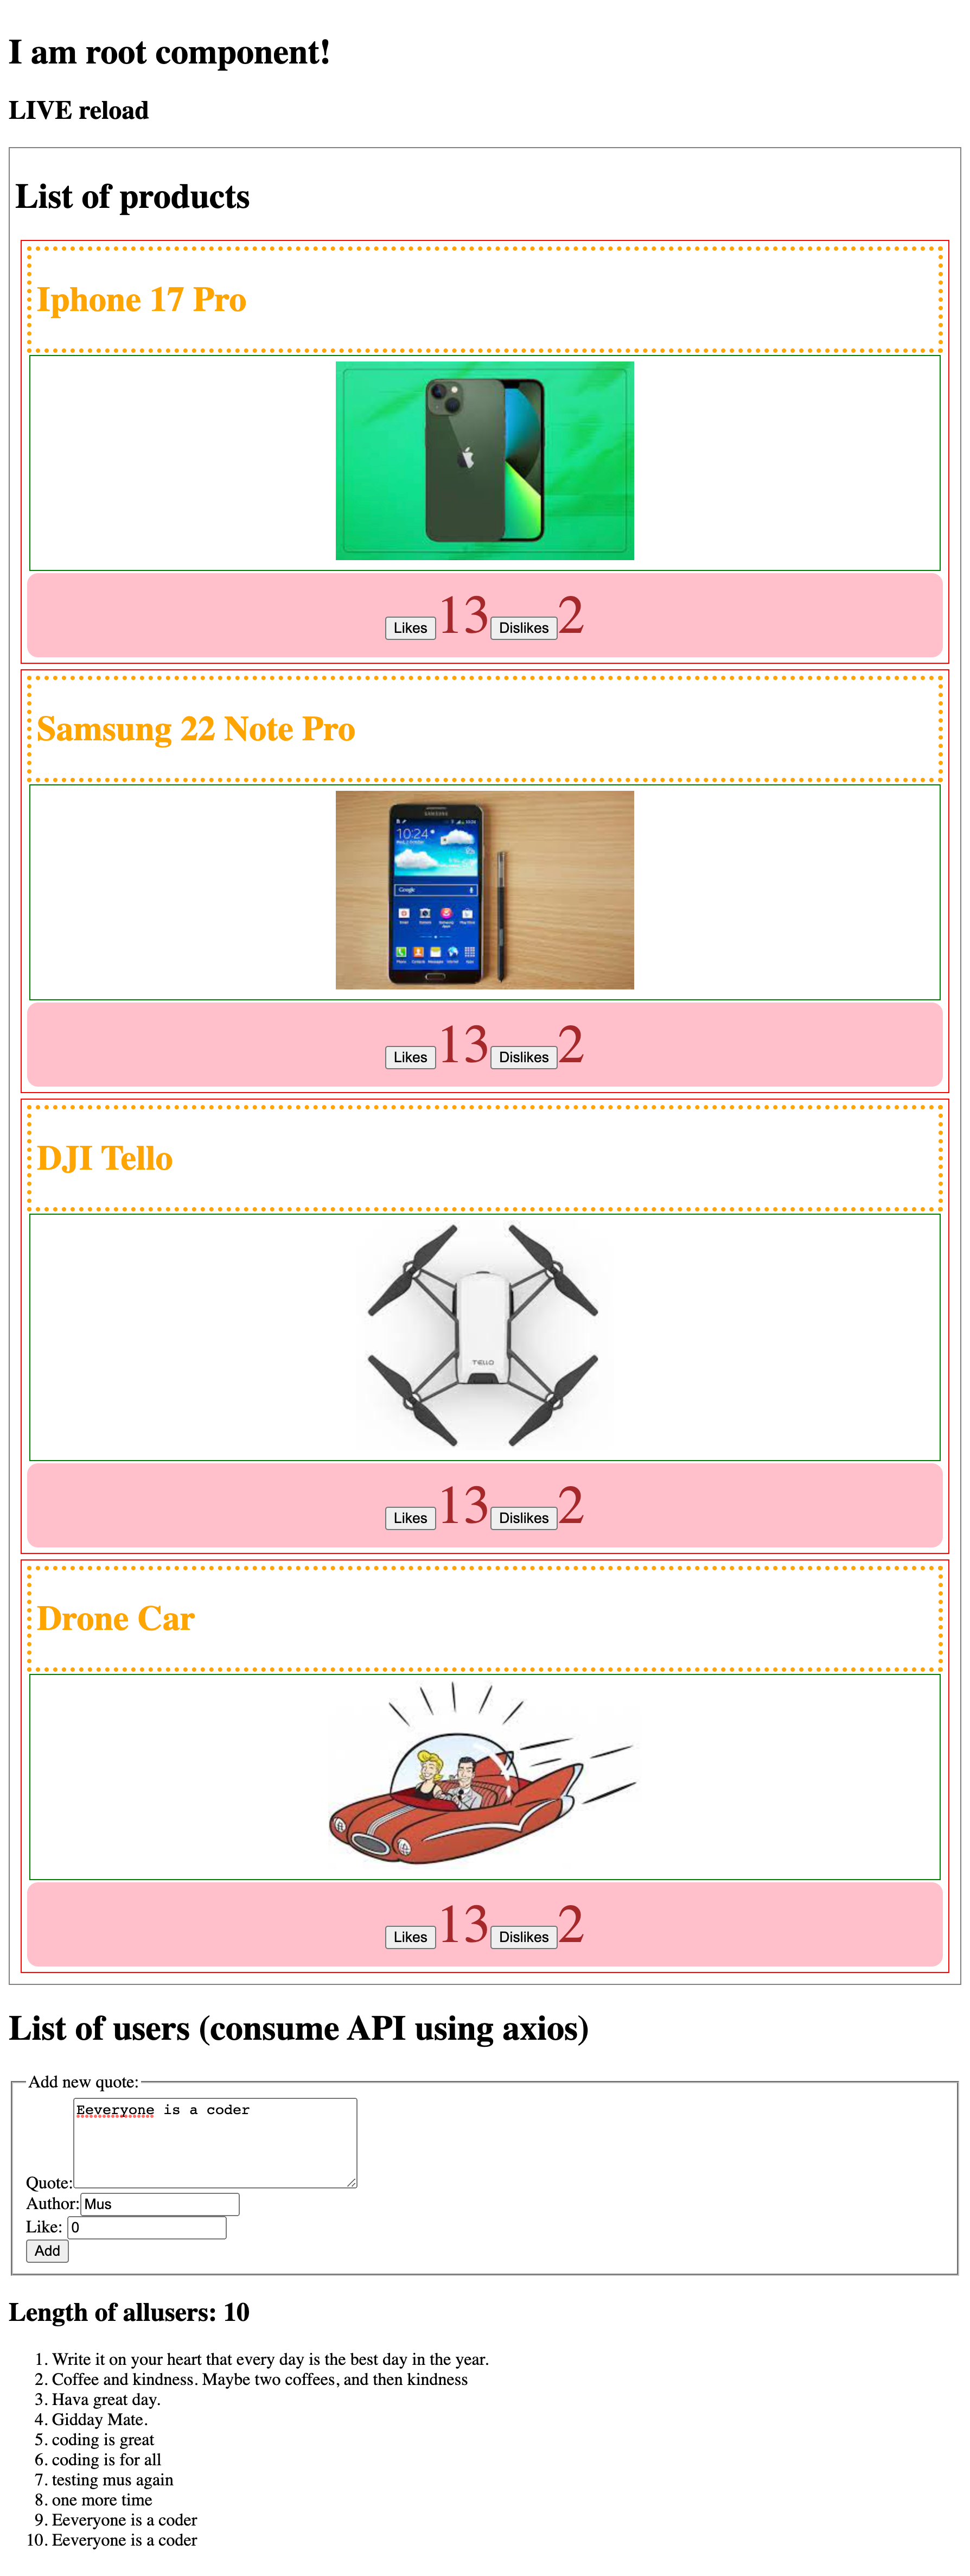 I am root component!
LIVE reload
List of products
Iphone 17 Pro
Likes 13 Dislikes 2
Samsung 22 Note Pro
SAMSUNG
10:24
Google
Likes 13 Dislikes 2
DJI Tello
TELLO
Likes 13 Dislikes 2
Drone Car
Likes 13 Dislikes 2
List of users (consume API using axios)
Add new quote:
Eeveryone is a coder
Quote:
Author: Mus
Like: 0
Add
Length of allusers: 10
1. Write it on your heart that every day is the best day in the year.
2. Coffee and kindness. Maybe two coffees, and then kindness
3. Hava great day.
4. Gidday Mate.
5. coding is great
6. coding is for all
7. testing mus again
8. one more time
9. Eeveryone is a coder
10. Eeveryone is a coder